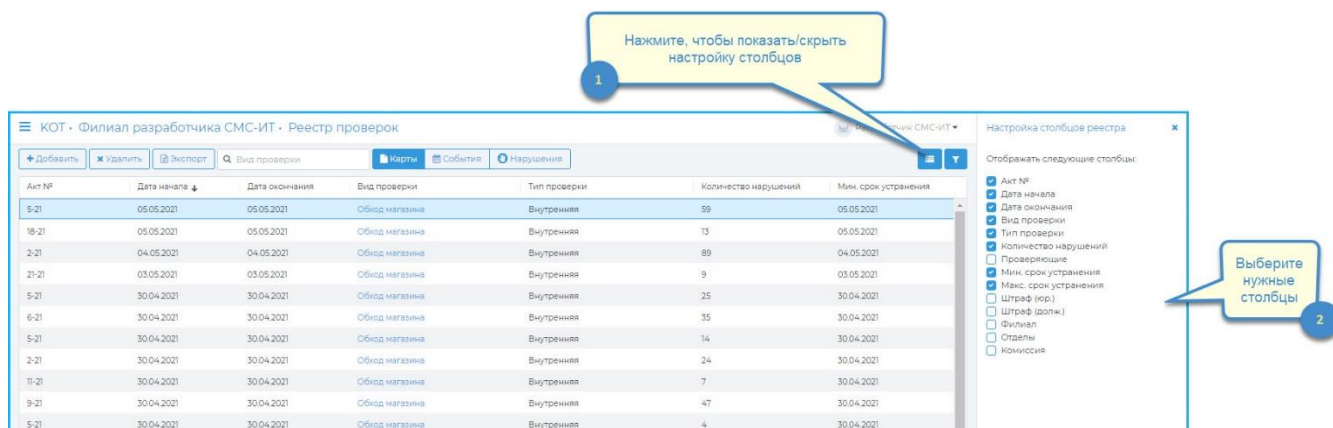 Нажмите, чтобы показать/скрыть
настройку столбцов
1
КОТ • Филиал разработчика СМС-ИТ • Реестр проверок
СМС-ИТ
Настройка столбцов реестра
Добавить Удалить Экспорт Вид проверки Карты События Нарушения
Отображать следующие столбцы:
Акт № Дата начала Дата окончания Вид проверки Тип проверки Количество нарушений Мин. срок устранения
5-21 05.05.2021 05.05.2021 Обход магазина Внутренняя 59 05.05.2021
18-21 05.05.2021 05.05.2021 Обход магазина Внутренняя 13 05.05.2021
2-21 04.05.2021 04.05.2021 Обход магазина Внутренняя 89 04.05.2021
21-21 03.05.2021 03.05.2021 Обход магазина Внутренняя 9 03.05.2021
5-21 30.04.2021 30.04.2021 Обход магазина Внутренняя 25 30.04.2021
6-21 30.04.2021 30.04.2021 Обход магазина Внутренняя 35 30.04.2021
5-21 30.04.2021 30.04.2021 Обход магазина Внутренняя 14 30.04.2021
2-21 30.04.2021 30.04.2021 Обход магазина Внутренняя 24 30.04.2021
11-21 30.04.2021 30.04.2021 Обход магазина Внутренняя 7 30.04.2021
9-21 30.04.2021 30.04.2021 Обход магазина Внутренняя 47 30.04.2021
5-21 30.04.2021 30.04.2021 Обход магазина Внутренняя 4 30.04.2021
Акт №
Дата начала
Дата окончания
Вид проверки
Тип проверки
Количество нарушений
Проверяющие
Мин. срок устранения
Макс. срок устранения
Штраф (юр.)
Штраф (долж.)
Филиал
Отделы
Комиссия
Выберите
нужные
столбцы
2